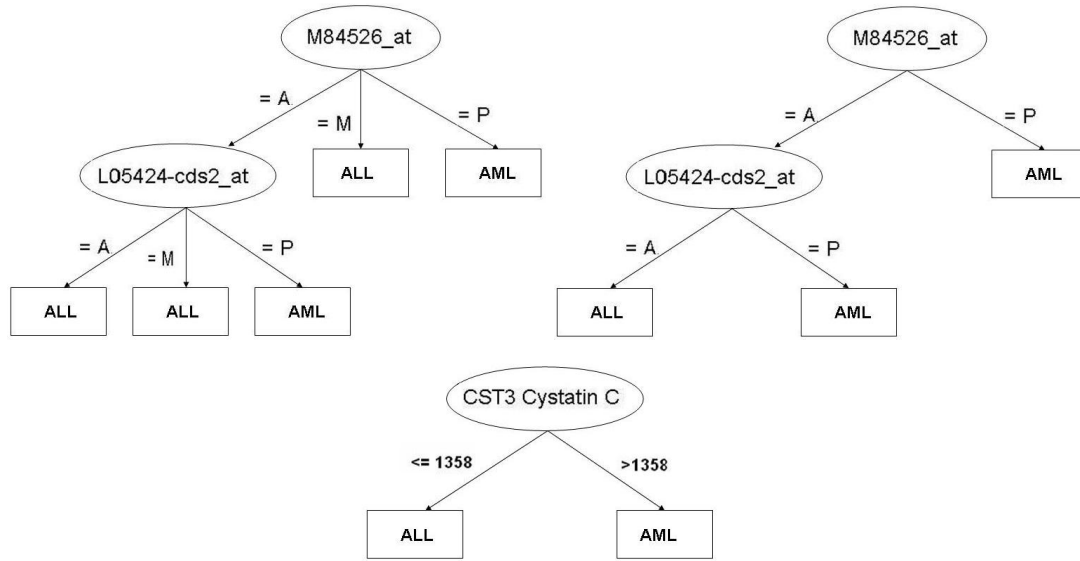 M84526_at
= A
= M
= P
L05424-cds2_at
ALL
AML
= A
= M
= P
ALL
ALL
AML
M84526_at
= A
= P
L05424-cds2_at
AML
= A
= P
ALL
AML
CST3 Cystatin C
<= 1358
>1358
ALL
AML